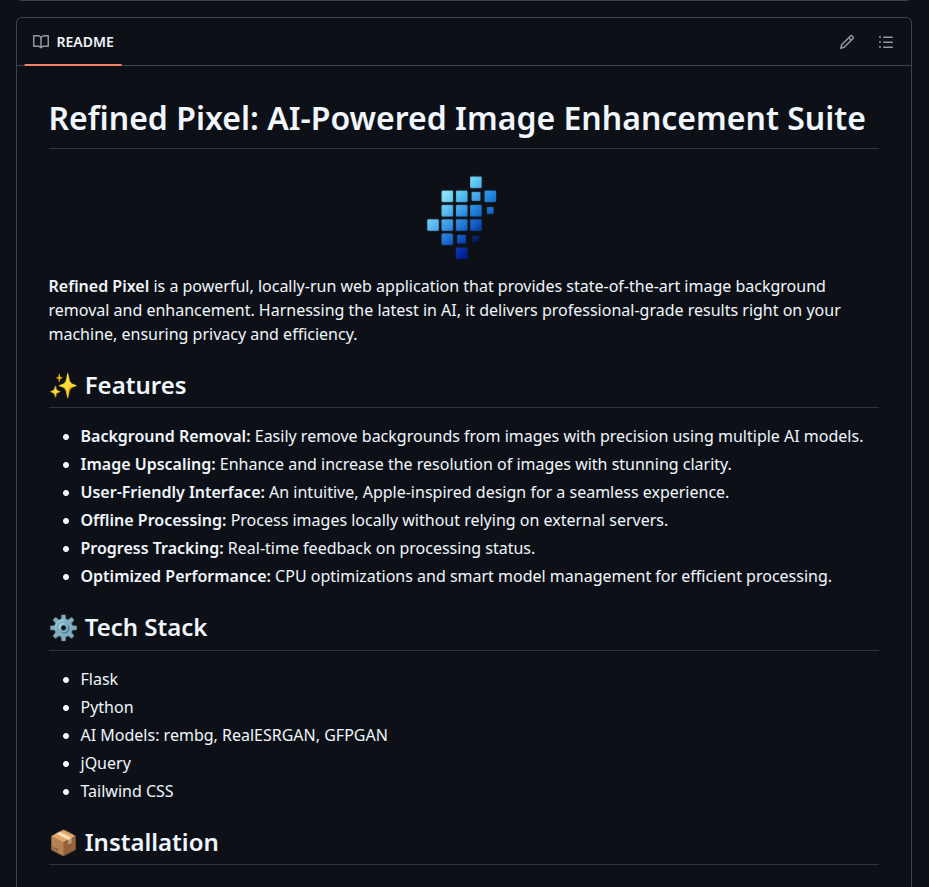 README
Refined Pixel: AI-Powered Image Enhancement Suite
Refined Pixel is a powerful, locally-run web application that provides state-of-the-art image background
removal and enhancement. Harnessing the latest in AI, it delivers professional-grade results right on your
machine, ensuring privacy and efficiency.
✨ Features
• Background Removal: Easily remove backgrounds from images with precision using multiple AI models.
• Image Upscaling: Enhance and increase the resolution of images with stunning clarity.
• User-Friendly Interface: An intuitive, Apple-inspired design for a seamless experience.
• Offline Processing: Process images locally without relying on external servers.
• Progress Tracking: Real-time feedback on processing status.
• Optimized Performance: CPU optimizations and smart model management for efficient processing.
⚙️ Tech Stack
• Flask
• Python
• AI Models: rembg, RealESRGAN, GFPGAN
• jQuery
• Tailwind CSS
📦 Installation